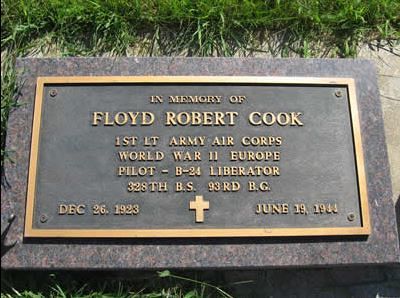 IN MEMORY OF
FLOYD ROBERT COOK
1ST LT ARMY AIR CORPS
WORLD WAR II EUROPE
PILOT - B-24 LIBERATOR
328TH B.S. 93RD B.G.
DEC 26, 1923 JUNE 19, 1944